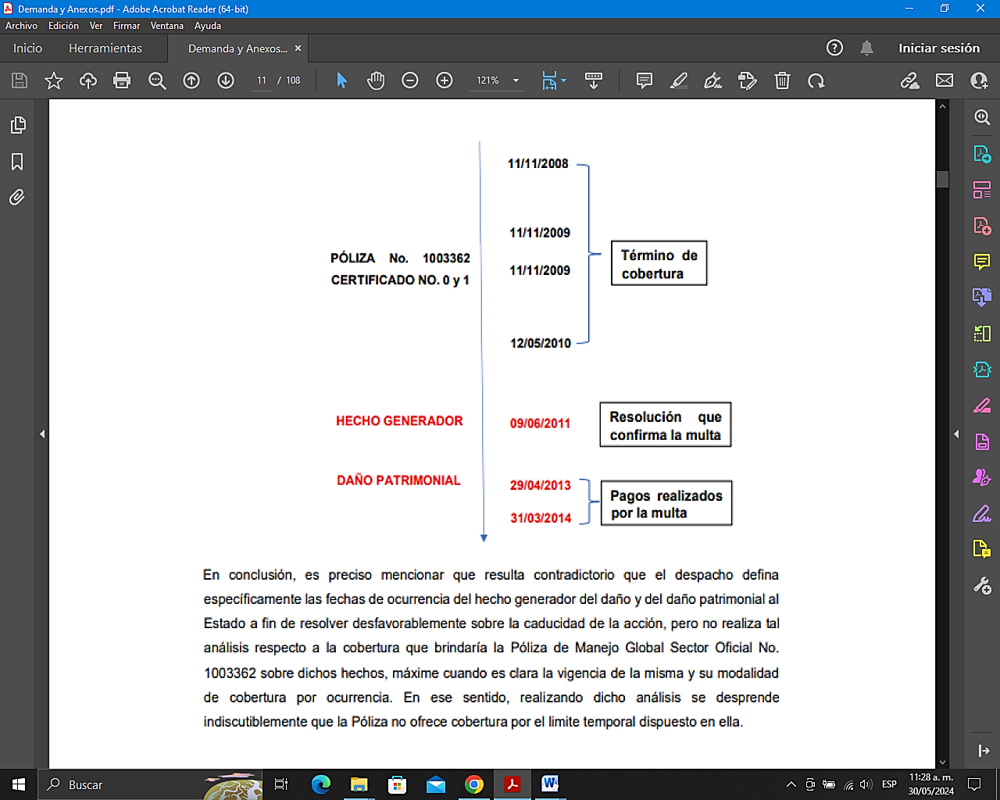 Demanda y Anexos.pdf - Adobe Acrobat Reader (64-bit)
Archivo Edición Ver Firmar Ventana Ayuda
Inicio Herramientas Demanda y Anexos... × Iniciar sesión
11 / 108 121%
11/11/2008
11/11/2009
PÓLIZA No. 1003362
CERTIFICADO NO. 0 y 1
11/11/2009
Término de
cobertura
12/05/2010
HECHO GENERADOR
09/06/2011
Resolución que
confirma la multa
DAÑO PATRIMONIAL
29/04/2013
31/03/2014
Pagos realizados
por la multa
En conclusión, es preciso mencionar que resulta contradictorio que el despacho defina
específicamente las fechas de ocurrencia del hecho generador del daño y del daño patrimonial al
Estado a fin de resolver desfavorablemente sobre la caducidad de la acción, pero no realiza tal
análisis respecto a la cobertura que brindaría la Póliza de Manejo Global Sector Oficial No.
1003362 sobre dichos hechos, máxime cuando es clara la vigencia de la misma y su modalidad
de cobertura por ocurrencia. En ese sentido, realizando dicho análisis se desprende
indiscutiblemente que la Póliza no ofrece cobertura por el limite temporal dispuesto en ella.
Buscar
ESP
11:28 a. m.
30/05/2024